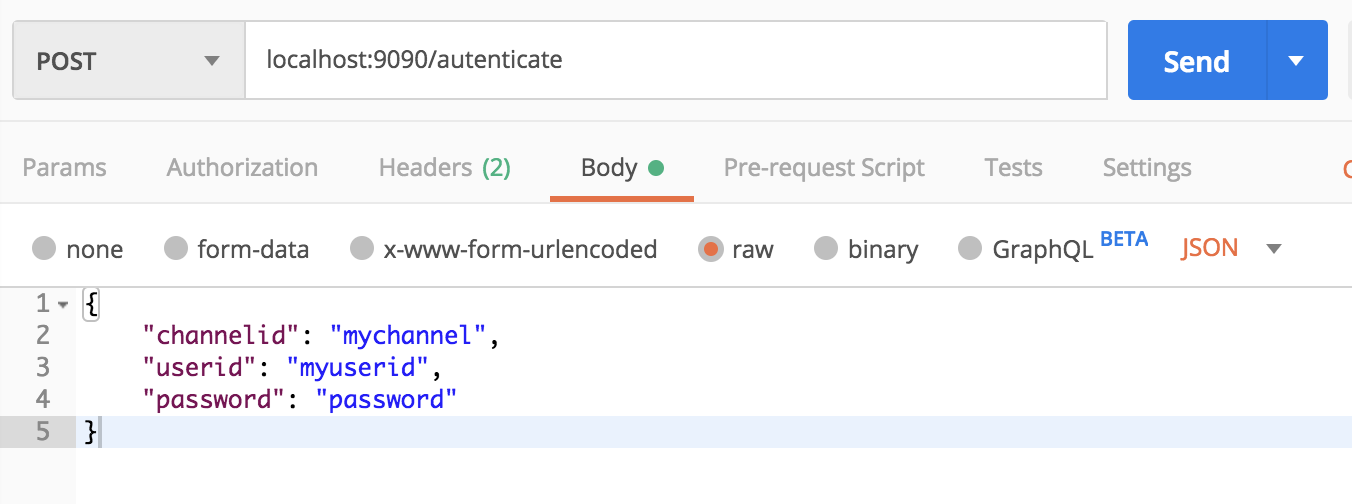 POST localhost:9090/autenticate Send
Params Authorization Headers (2) Body Pre-request Script Tests Settings
none form-data x-www-form-urlencoded raw binary GraphQL BETA JSON
1 {
2 "channelid": "mychannel",
3 "userid": "myuserid",
4 "password": "password"
5 }